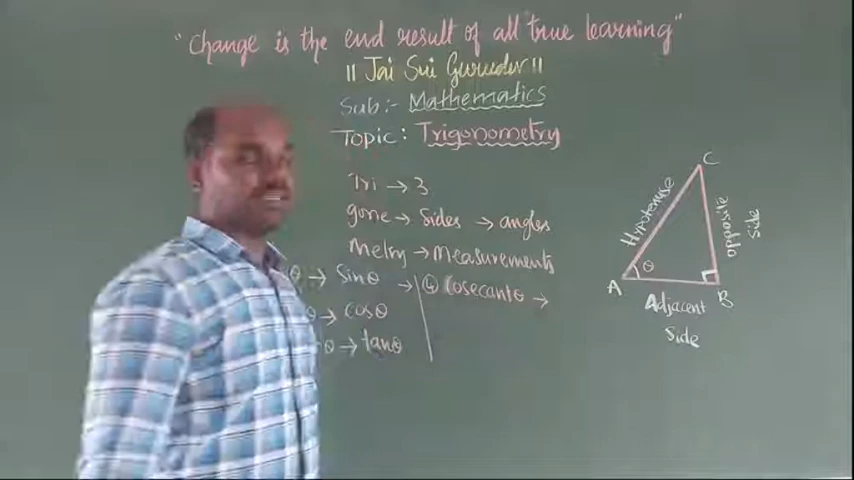 "Change is the end result of all true learning"
|| Jai Sri Gurudev ||
Sub:- Mathematics
Topic: Trigonometry
Tri → 3
gone → Sides → angles
Metry → Measurements
θ → Sinθ → ④ Cosecantθ →
θ → Cosθ
θ → tanθ
C
Hypotenuse
opposite side
θ
A
B
Adjacent
Side